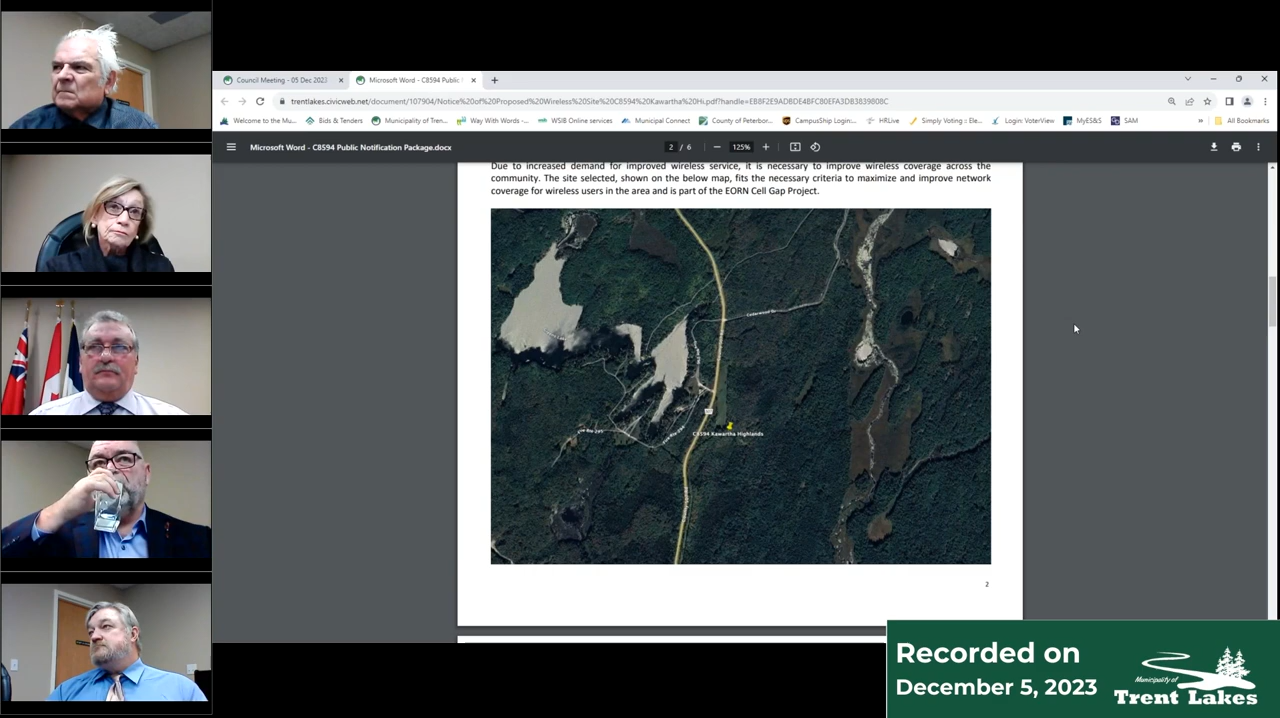 Council Meeting - 05 Dec 2023
Microsoft Word - C8594 Public
trentlakes.civicweb.net/document/107904/Notice%20of%20Proposed%20Wireless%20Site%20C8594%20Kawartha%20Hi.pdf?handle=EB8F2E9ADBDE4BFC80EFA3DB3839808C
Welcome to the Mu...
Bids & Tenders
Municipality of Tren...
Way With Words -...
WSIB Online services
Municipal Connect
County of Peterbor...
CampusShip Login:...
HRLive
Simply Voting :: Ele...
Login: VoterView
MyES&S
SAM
»
All Bookmarks
Microsoft Word - C8594 Public Notification Package.docx
2 / 6
125%
Due to increased demand for improved wireless service, it is necessary to improve wireless coverage across the
community. The site selected, shown on the below map, fits the necessary criteria to maximize and improve network
coverage for wireless users in the area and is part of the EORN Cell Gap Project.
Cedarwood Dr
C8594 Kawartha Highlands
2
Recorded on
December 5, 2023
Municipality of
Trent Lakes